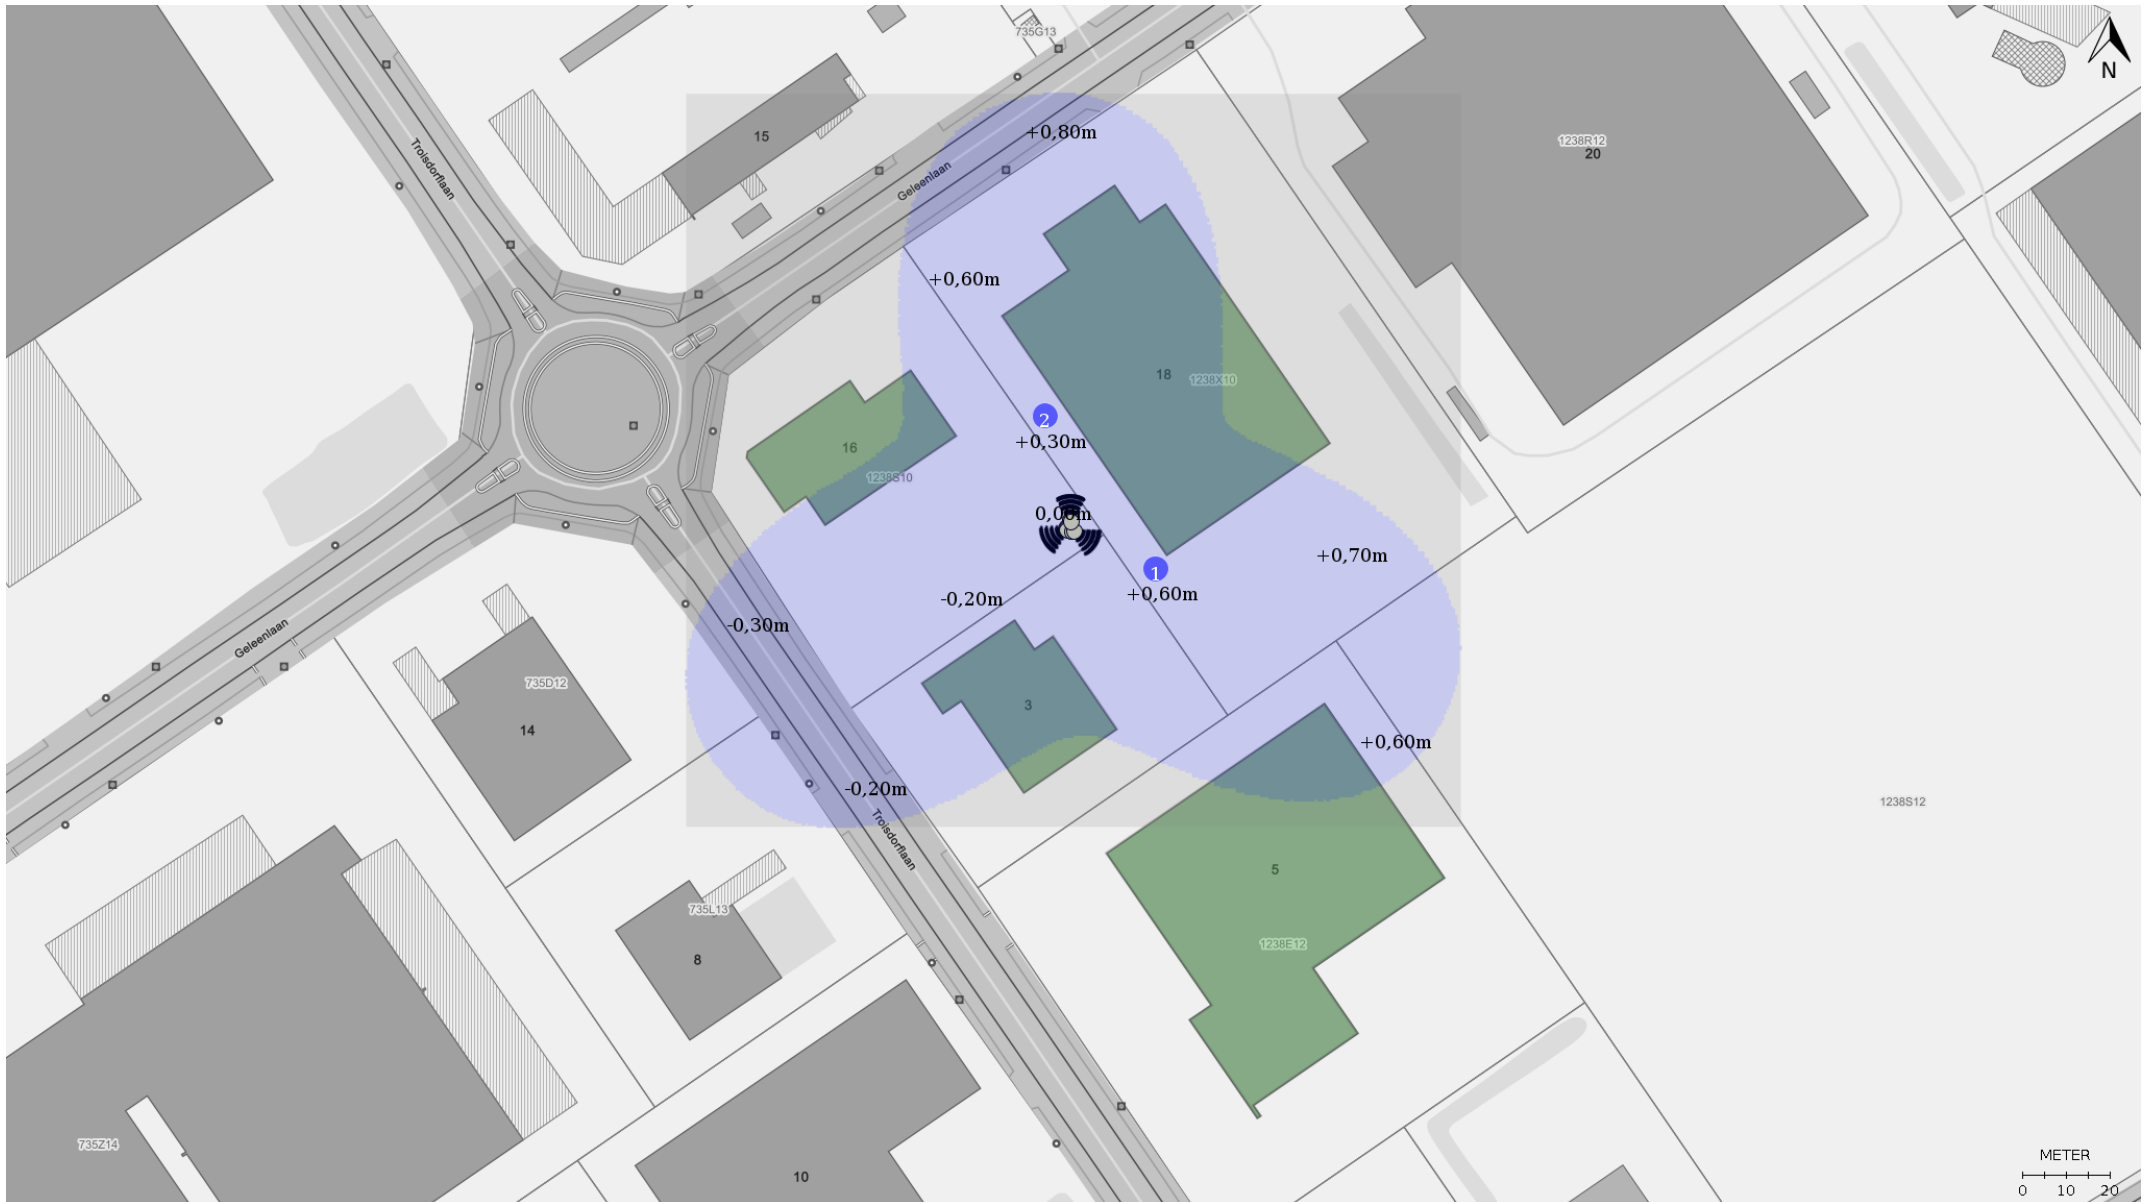 735G13
N
+0,80m
15
Troisdorflaan
Geleenlaan
1238R12
20
+0,60m
18
1238X10
2
+0,30m
16
1238S10
0,00m
+0,70m
1
+0,60m
-0,20m
-0,30m
Geleenlaan
735D12
14
3
+0,60m
-0,20m
Troisdorflaan
1238S12
5
735L13
8
1238E12
735Z14
10
METER
0 10 20